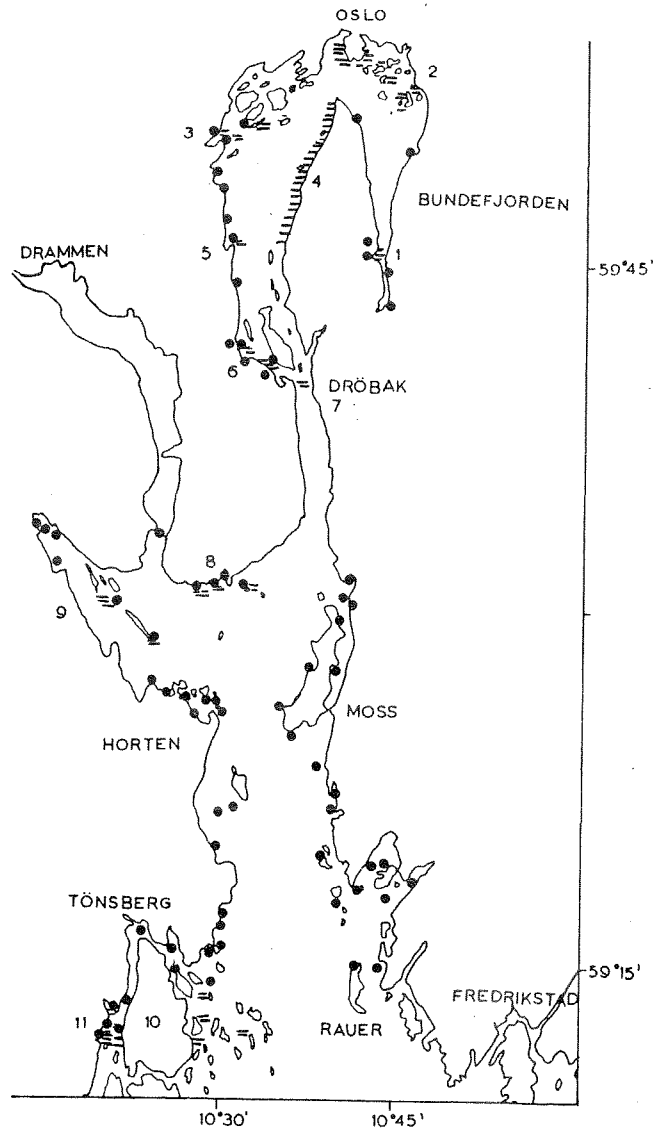 OSLO
2
3
4
BUNDEFJORDEN
DRAMMEN
5
1
59°45'
6
DRÖBAK
7
8
9
MOSS
HORTEN
TÖNSBERG
59°15'
FREDRIKSTAD
11
10
RAUER
10°30'
10°45'